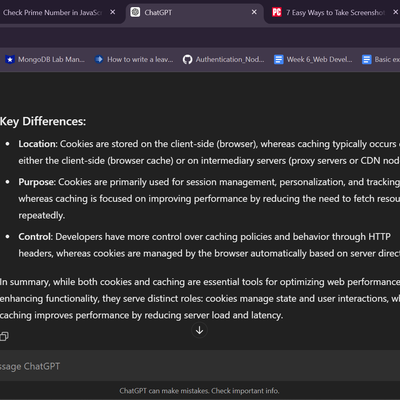 Check Prime Number in JavaSc
ChatGPT
7 Easy Ways to Take Screenshot
MongoDB Lab Man...
How to write a leav...
Authentication_Nod...
Week 6_Web Devel...
Basic ex
Key Differences:
Location: Cookies are stored on the client-side (browser), whereas caching typically occurs
either the client-side (browser cache) or on intermediary servers (proxy servers or CDN nod
Purpose: Cookies are primarily used for session management, personalization, and tracking
whereas caching is focused on improving performance by reducing the need to fetch resou
repeatedly.
Control: Developers have more control over caching policies and behavior through HTTP
headers, whereas cookies are managed by the browser automatically based on server direct
In summary, while both cookies and caching are essential tools for optimizing web performance
enhancing functionality, they serve distinct roles: cookies manage state and user interactions, w
caching improves performance by reducing server load and latency.
ssage ChatGPT
ChatGPT can make mistakes. Check important info.